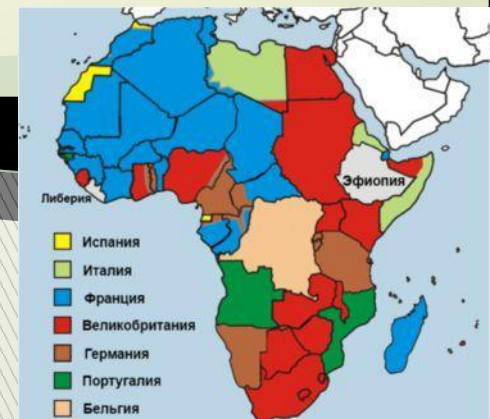 Эфиопия
Либерия
Испания
Италия
Франция
Великобритания
Германия
Португалия
Бельгия